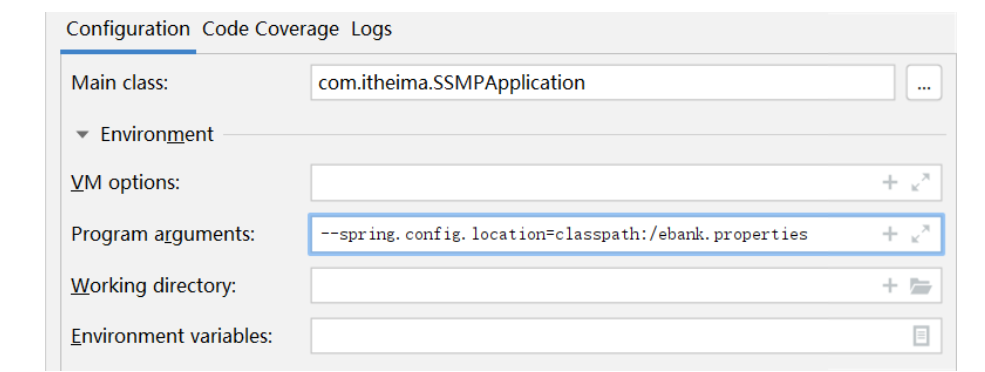 Configuration Code Coverage Logs
Main class: com.itheima.SSMPApplication ...
Environment
VM options:
Program arguments: --spring.config.location=classpath:/ebank.properties
Working directory:
Environment variables: